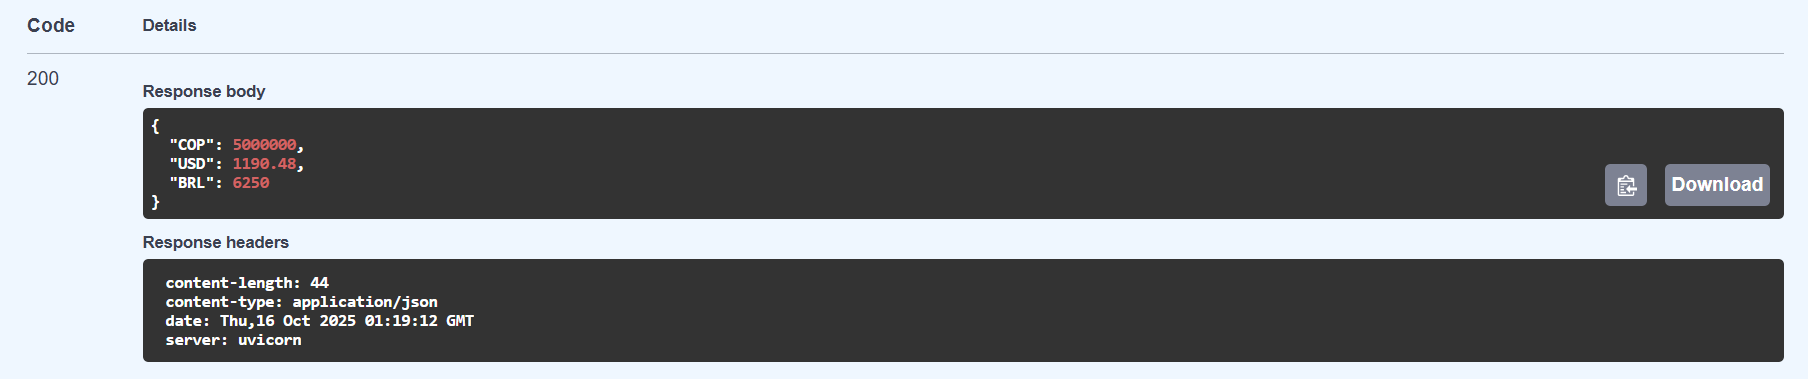 Code Details
200
Response body
{
  "COP": 5000000,
  "USD": 1190.48,
  "BRL": 6250
}
Download
Response headers
content-length: 44
content-type: application/json
date: Thu,16 Oct 2025 01:19:12 GMT
server: uvicorn